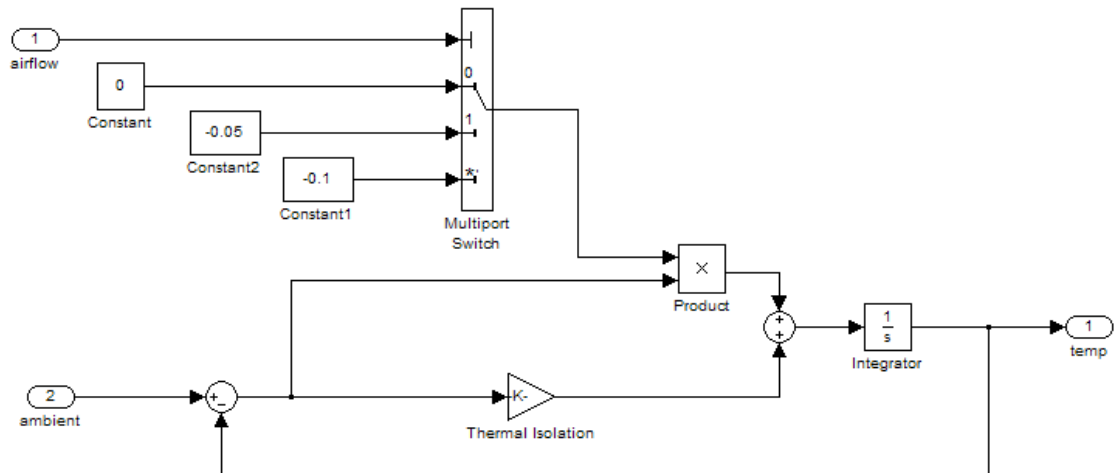 1
airflow
0
Constant
-0.05
Constant2
-0.1
Constant1
0
1
*,
Multiport
Switch
×
Product
+
+
1
s
Integrator
1
temp
2
ambient
+
−
-K-
Thermal Isolation